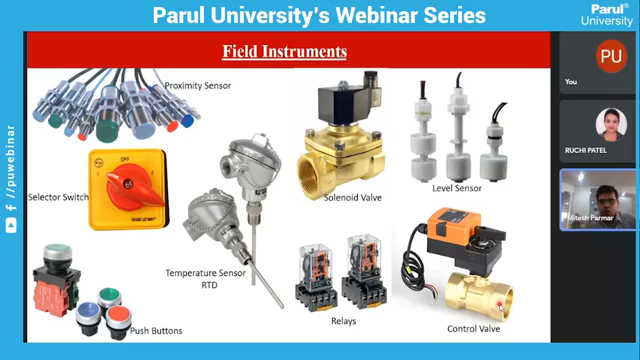 Parul University's Webinar Series
Parul®
University
Field Instruments
Proximity Sensor
OFF
Selector Switch
Solenoid Valve
Level Sensor
Temperature Sensor
RTD
Push Buttons
Relays
Control Valve
//puwebinar
PU
You
RUCHI PATEL
Mitesh Parmar